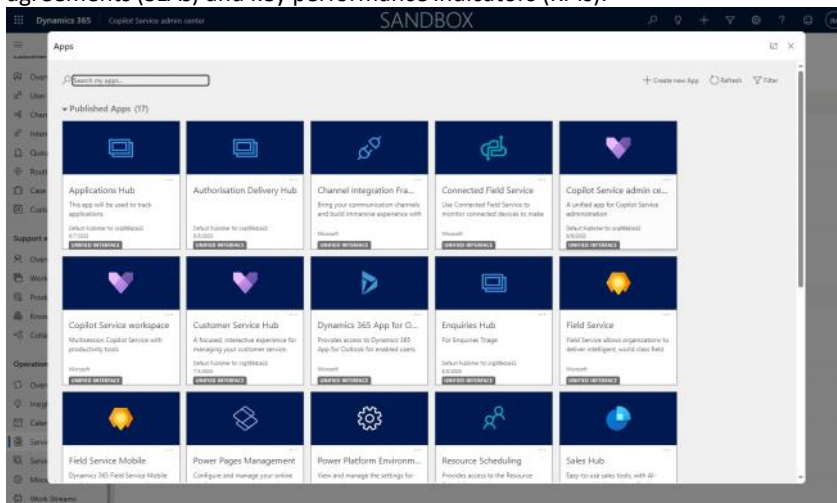 agreements (SLAs) and key performance indicators (KPIs).
Dynamics 365 Copilot Service admin center SANDBOX
Apps
Search my apps...
Create new App Refresh Filter
Published Apps (17)
Applications Hub
This app will be used to track
applications
UNIFIED INTERFACE
Authorisation Delivery Hub
UNIFIED INTERFACE
Channel Integration Fra...
Bring your communication channels
and build immersive experience with
Microsoft
UNIFIED INTERFACE
Connected Field Service
Use Connected Field Service to
monitor connected devices to make
Microsoft
UNIFIED INTERFACE
Copilot Service admin ce...
A unified app for Copilot Service
administration
UNIFIED INTERFACE
Copilot Service workspace
Multisession Copilot Service with
productivity tools
Microsoft
UNIFIED INTERFACE
Customer Service Hub
A focused, interactive experience for
managing your customer service.
UNIFIED INTERFACE
Dynamics 365 App for O...
Provides access to Dynamics 365
App for Outlook for enabled users.
Microsoft
UNIFIED INTERFACE
Enquiries Hub
For Enquiries Triage
UNIFIED INTERFACE
Field Service
Field Service allows organizations to
deliver intelligent, world class field
Microsoft
UNIFIED INTERFACE
Field Service Mobile
Dynamics 365 Field Service Mobile
Power Pages Management
Configure and manage your online
Power Platform Environm...
View and manage the settings for
Resource Scheduling
Provides access to the Resource
Sales Hub
Easy-to-use sales tools, with AI-
Work Streams